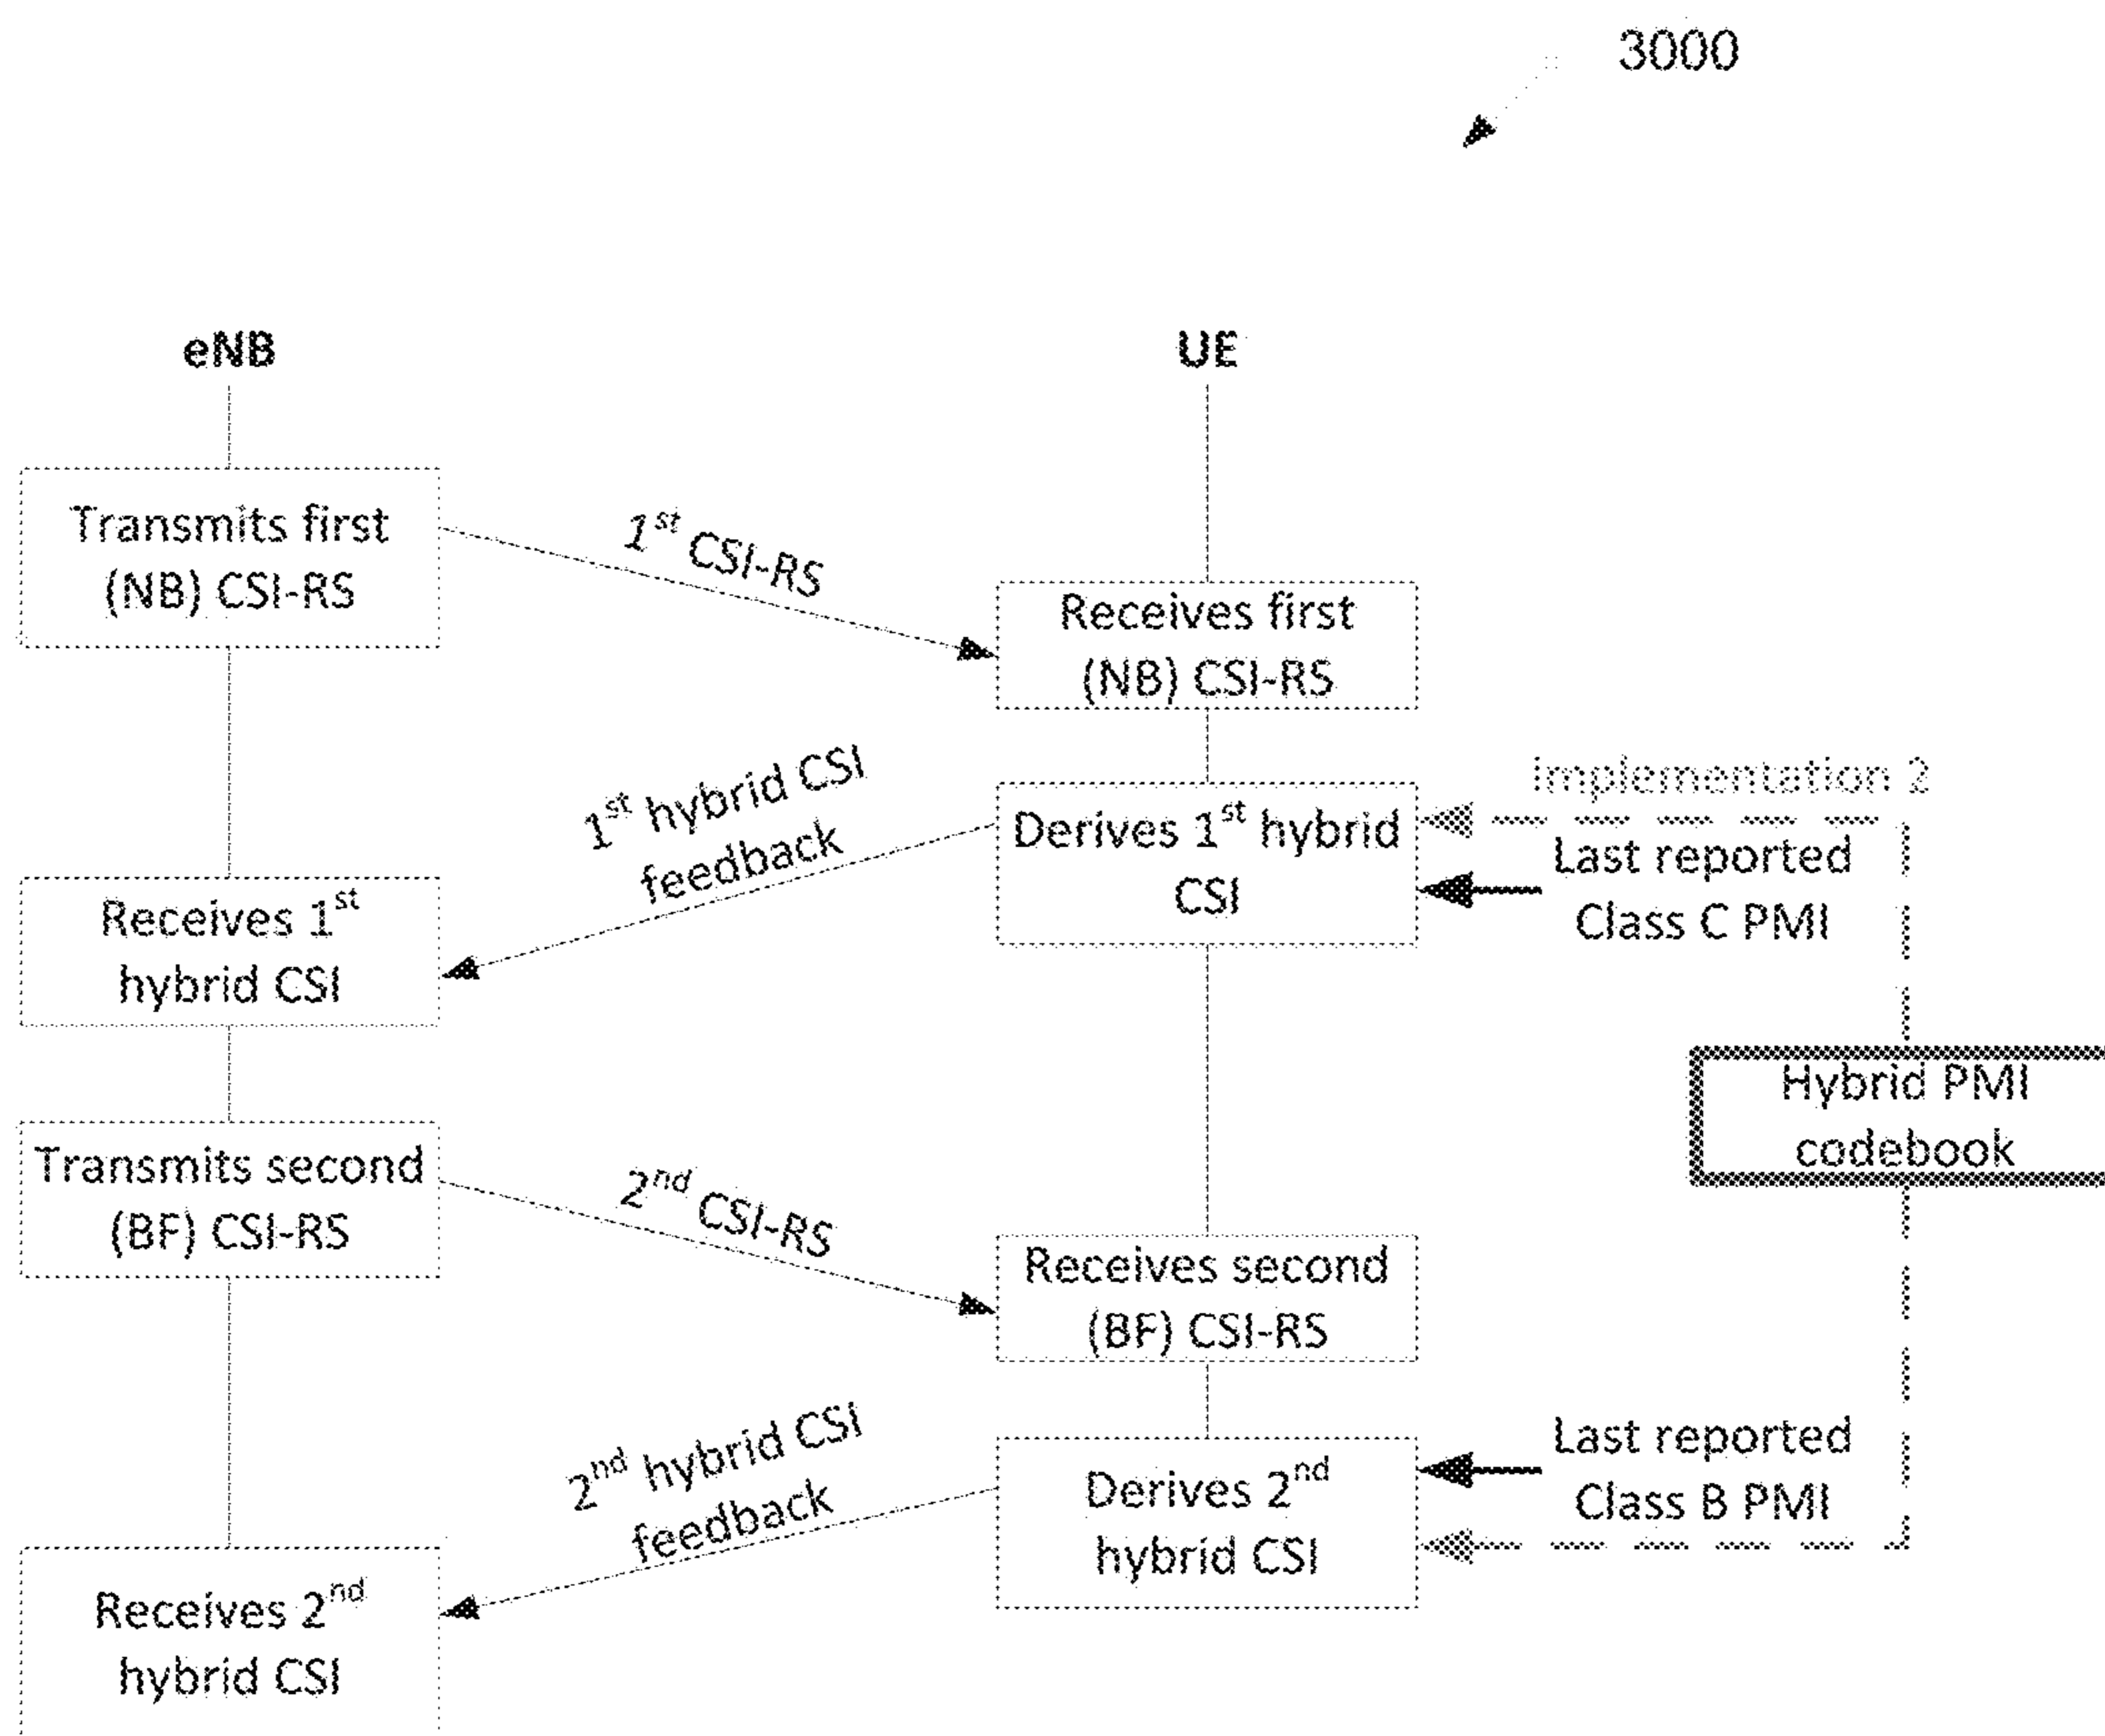 3000
eNB
UE
Transmits first
(NB) CSI-RS
1st CSI-RS
Receives first
(NB) CSI-RS
1st hybrid CSI
feedback
Derives 1st hybrid
CSI
Implementation 2
Last reported
Class C PMI
Receives 1st
hybrid CSI
Hybrid PMI
codebook
Transmits second
(BF) CSI-RS
2nd CSI-RS
Receives second
(BF) CSI-RS
2nd hybrid CSI
feedback
Derives 2nd
hybrid CSI
Last reported
Class B PMI
Receives 2nd
hybrid CSI